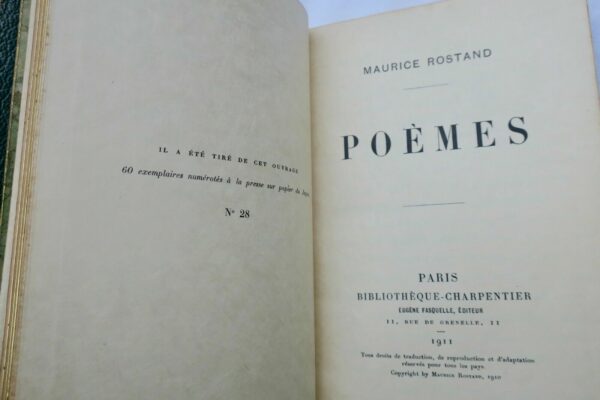 IL A ÉTÉ TIRÉ DE CET OUVRAGE
60 exemplaires numérotés à la presse sur papier du Japon
N° 28
MAURICE ROSTAND
POÈMES
PARIS
BIBLIOTHÈQUE-CHARPENTIER
EUGÈNE FASQUELLE, ÉDITEUR
11, RUE DE GRENELLE, 11
1911
Tous droits de traduction, de reproduction et d'adaptation
réservés pour tous les pays.
Copyright by MAURICE ROSTAND, 1910